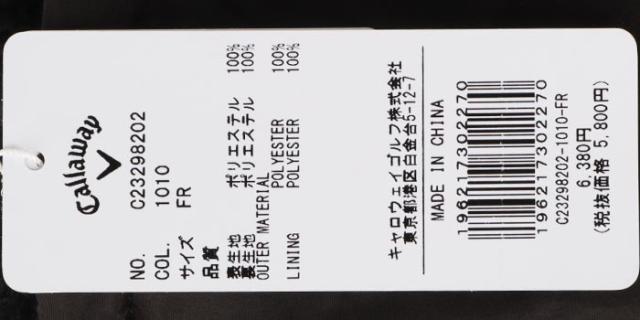 Callaway
NO. C23298202
COL. 1010
サイズ FR
品質
表生地 ポリエステル 100%
裏生地 ポリエステル 100%
OUTER MATERIAL
POLYESTER 100%
LINING POLYESTER 100%
キャロウェイゴルフ株式会社
東京都港区白金台5-12-7
MADE IN CHINA
196217302270
196217302270
C23298202-1010-FR
6,380円
(税抜価格 5,800円)